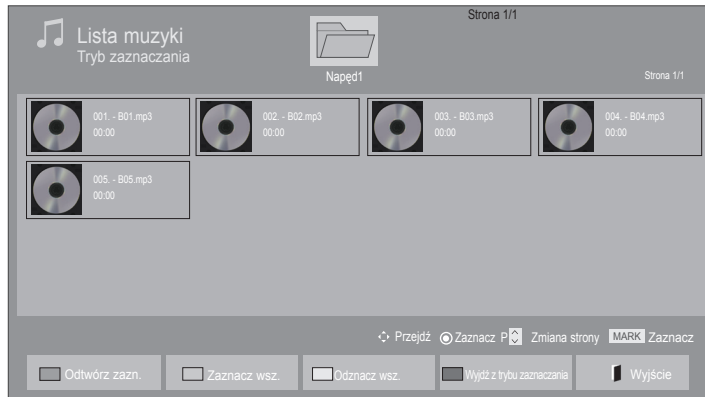 Strona 1/1
Lista muzyki
Tryb zaznaczania
Napęd1
Strona 1/1
001. - B01.mp3
00:00
002. - B02.mp3
00:00
003. - B03.mp3
00:00
004. - B04.mp3
00:00
005. - B05.mp3
00:00
Przejdź Zaznacz P Zmiana strony MARK Zaznacz
Odtwórz zazn. Zaznacz wsz. Odznacz wsz. Wyjdź z trybu zaznaczania Wyjście